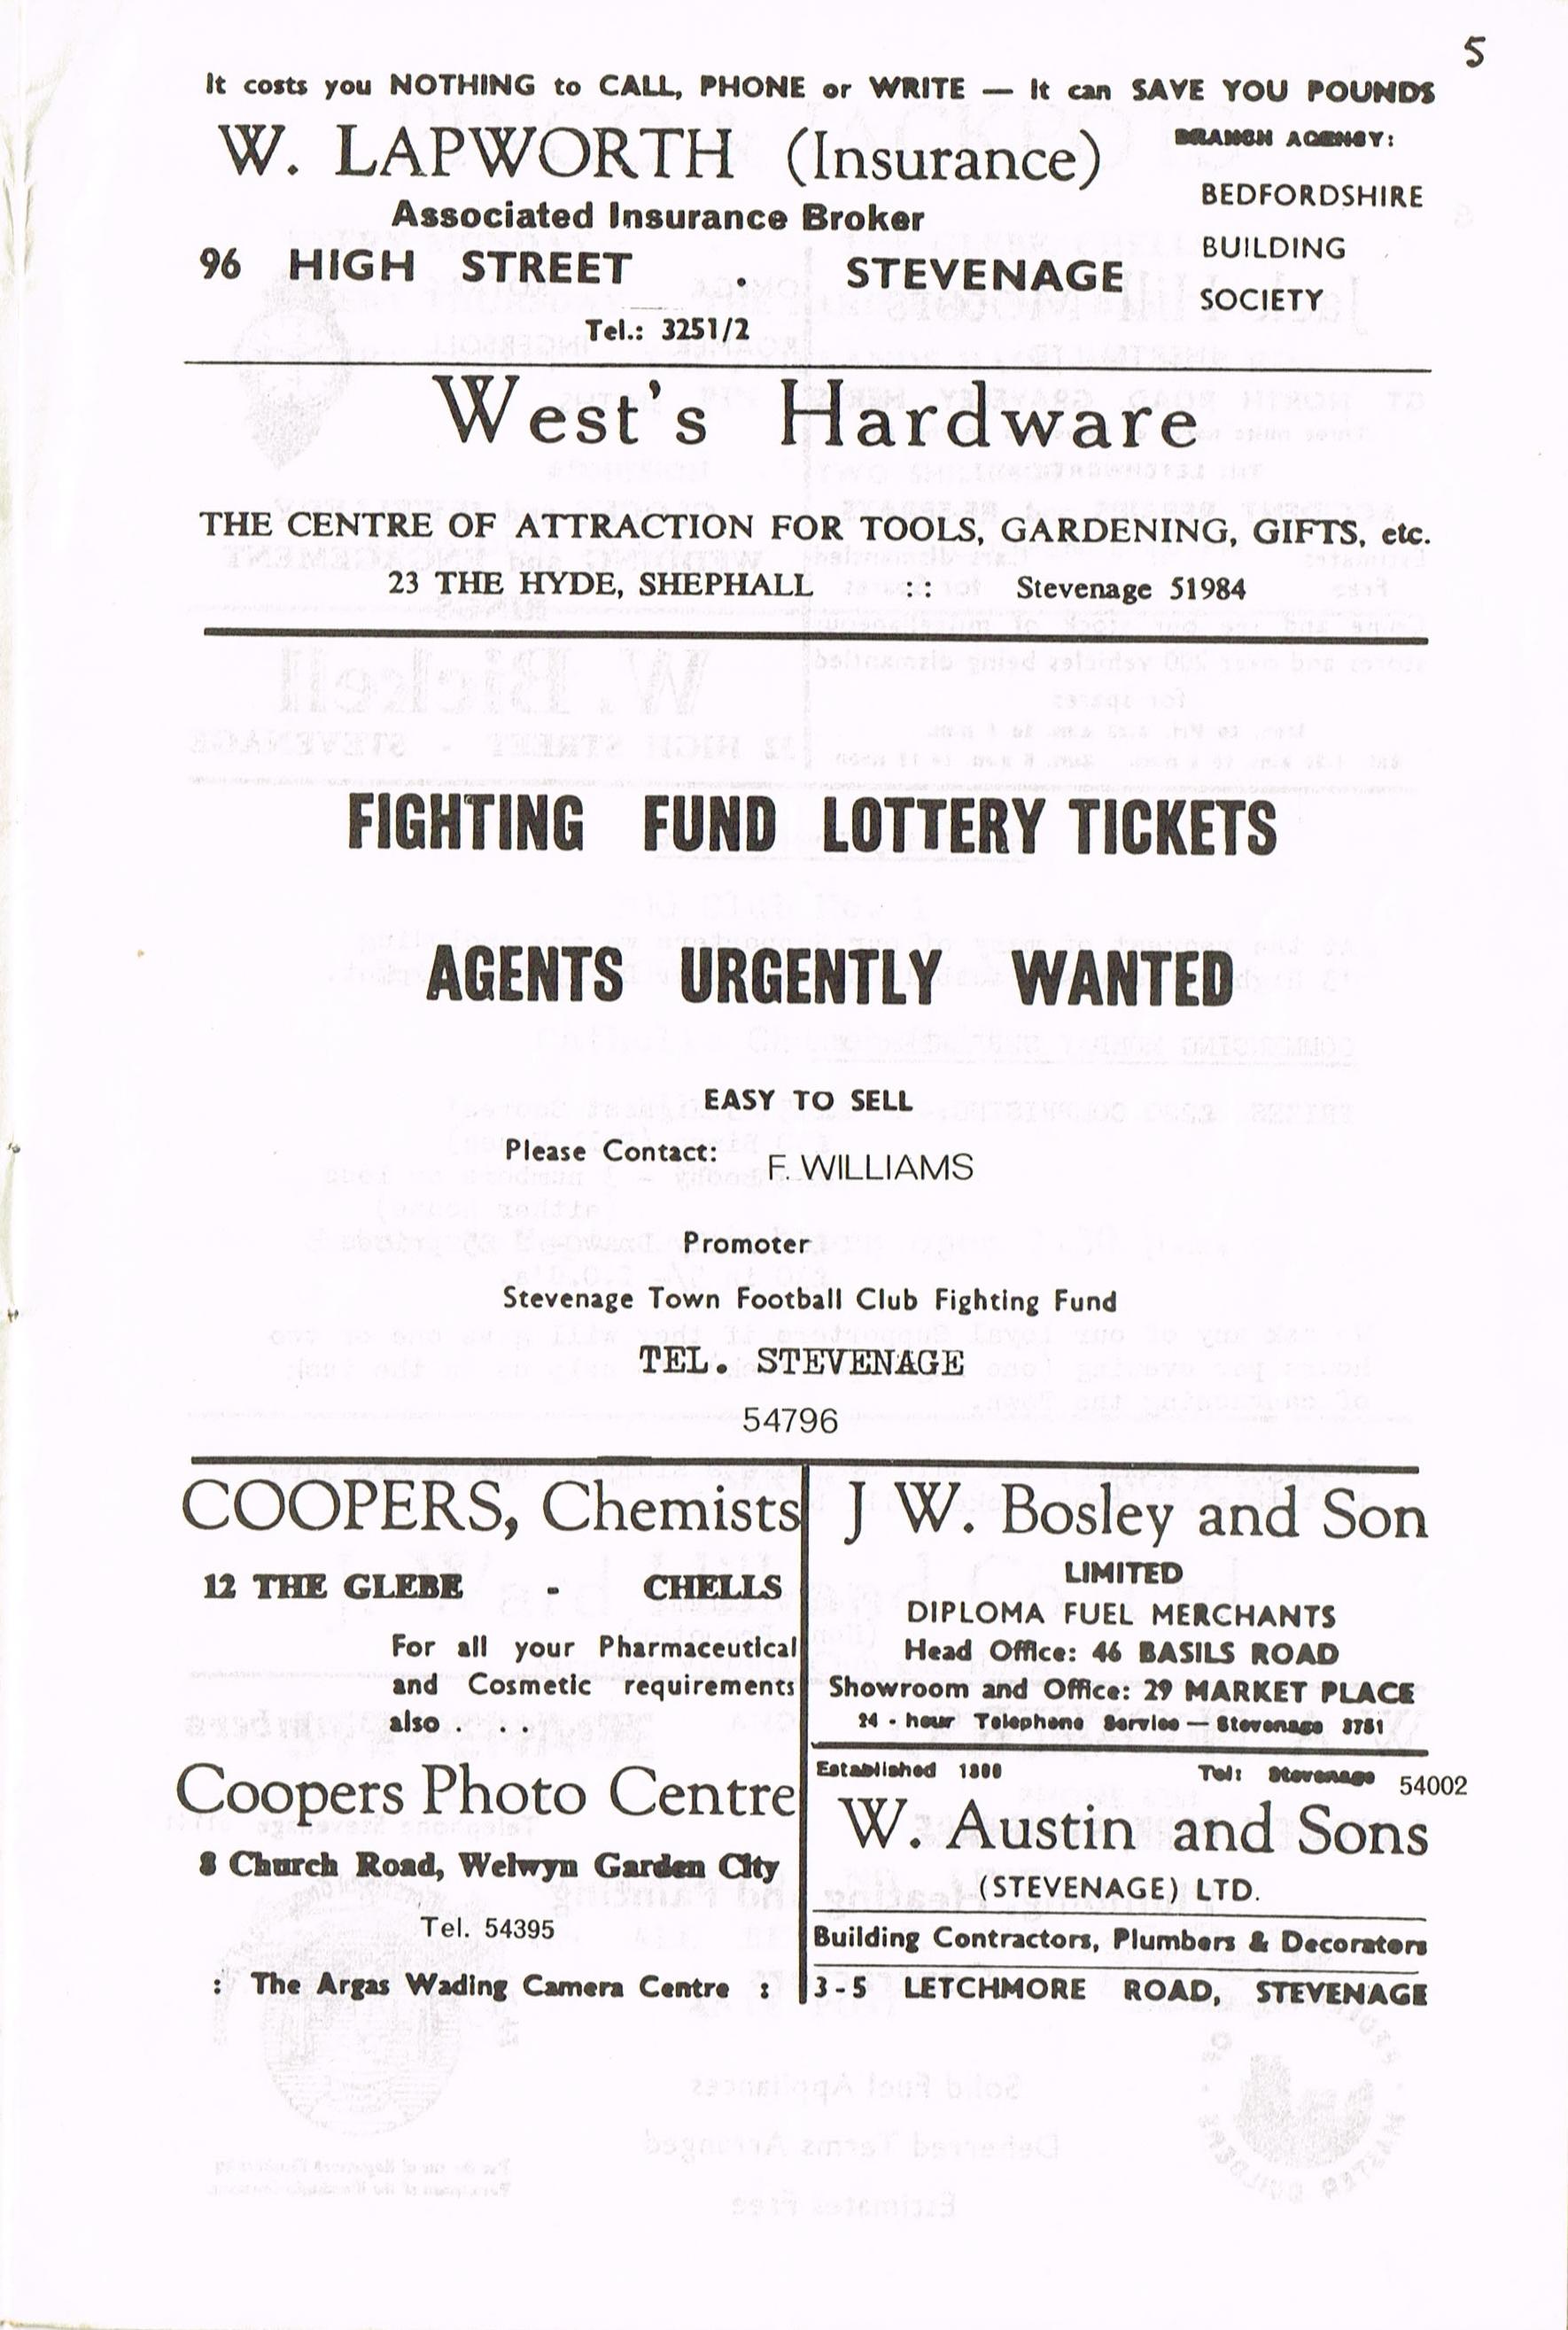 5
It costs you NOTHING to CALL, PHONE or WRITE — It can SAVE YOU POUNDS
W. LAPWORTH (Insurance)
Associated Insurance Broker
96 HIGH STREET . STEVENAGE
Tel.: 3251/2
BRANCH AGENCY:
BEDFORDSHIRE
BUILDING
SOCIETY
West's Hardware
THE CENTRE OF ATTRACTION FOR TOOLS, GARDENING, GIFTS, etc.
23 THE HYDE, SHEPHALL :: Stevenage 51984
FIGHTING FUND LOTTERY TICKETS
AGENTS URGENTLY WANTED
EASY TO SELL
Please Contact: F. WILLIAMS
Promoter
Stevenage Town Football Club Fighting Fund
TEL. STEVENAGE
54796
COOPERS, Chemists
12 THE GLEBE - CHELLS
For all your Pharmaceutical
and Cosmetic requirements
also . . .
Coopers Photo Centre
8 Church Road, Welwyn Garden City
Tel. 54395
: The Argas Wading Camera Centre :
J W. Bosley and Son
LIMITED
DIPLOMA FUEL MERCHANTS
Head Office: 46 BASILS ROAD
Showroom and Office: 29 MARKET PLACE
24 - hour Telephone Service — Stevenage 3751
Established Tel: Stevenage 54002
W. Austin and Sons
(STEVENAGE) LTD.
Building Contractors, Plumbers & Decorators
3-5 LETCHMORE ROAD, STEVENAGE